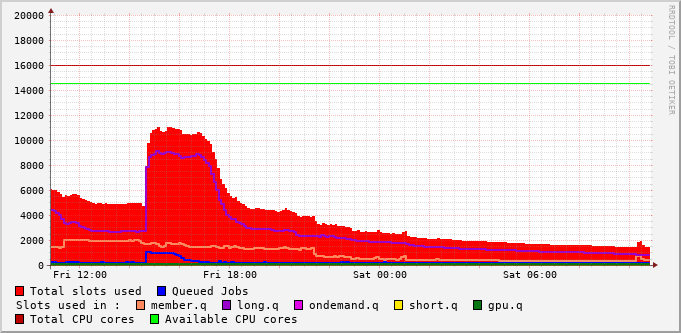 RRDTOOL / TOBI OETIKER
20000
18000
16000
14000
12000
10000
8000
6000
4000
2000
0
Fri 12:00 Fri 18:00 Sat 00:00 Sat 06:00
Total slots used Queued Jobs
Slots used in : member.q long.q ondemand.q short.q gpu.q
Total CPU cores Available CPU cores